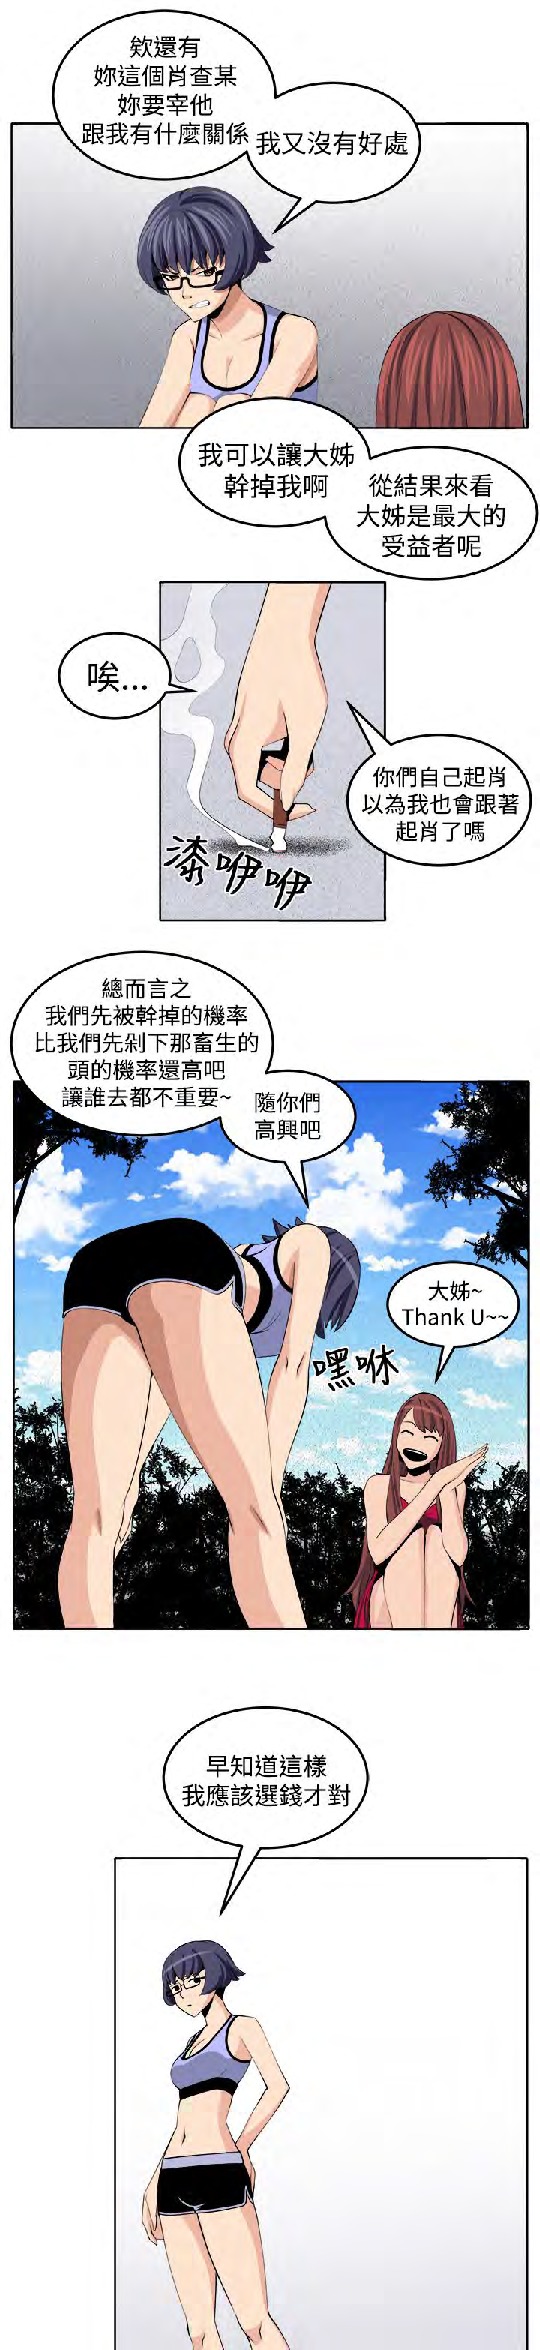 欸還有
妳這個肖查某
妳要宰他
跟我有什麼關係
我又沒有好處
我可以讓大姊
幹掉我啊
從結果來看
大姊是最大的
受益者呢
唉...
你們自己起肖
以為我也會跟著
起肖了嗎
漆咿咿
總而言之
我們先被幹掉的機率
比我們先剁下那畜生的
頭的機率還高吧
讓誰去都不重要~
隨你們
高興吧
大姊~
Thank U~~
嘿咻
早知道這樣
我應該選錢才對